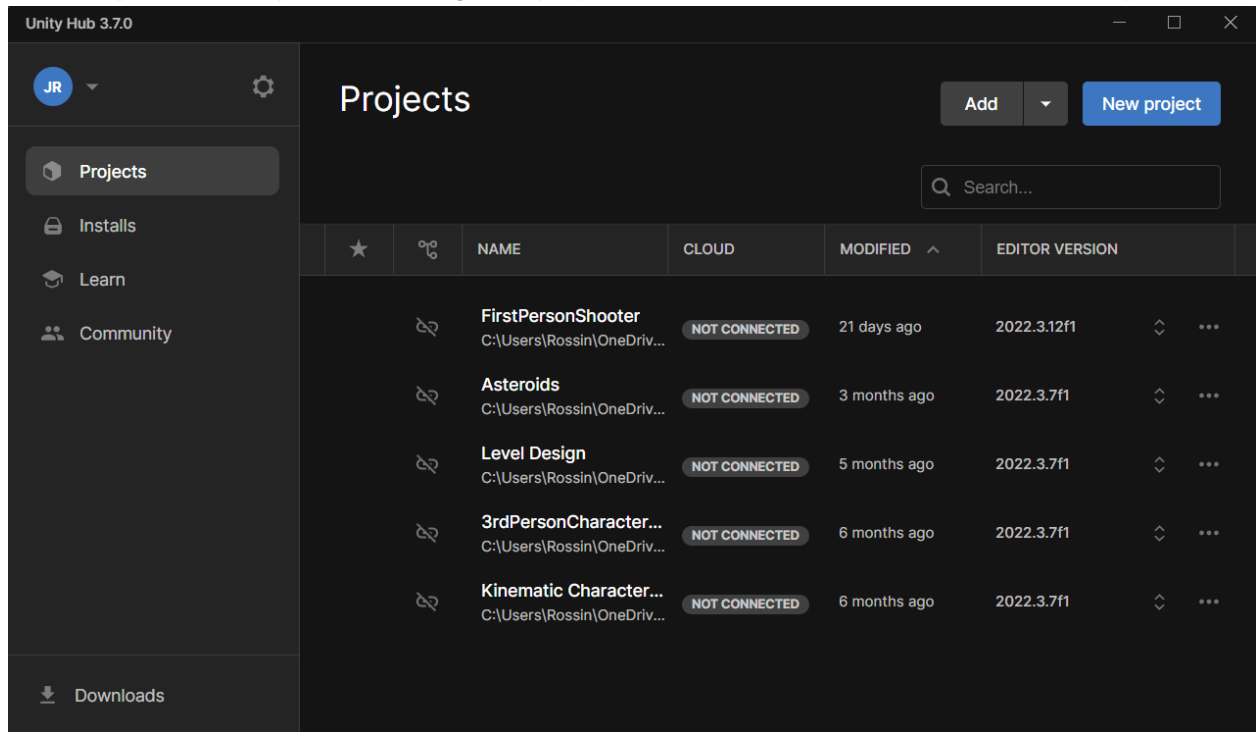 Unity Hub 3.7.0
JR
Projects
Add
New project
Projects
Installs
Learn
Community
Downloads
Search...
NAME CLOUD MODIFIED EDITOR VERSION
FirstPersonShooter
C:\Users\Rossin\OneDriv...
NOT CONNECTED 21 days ago 2022.3.12f1
Asteroids
C:\Users\Rossin\OneDriv...
NOT CONNECTED 3 months ago 2022.3.7f1
Level Design
C:\Users\Rossin\OneDriv...
NOT CONNECTED 5 months ago 2022.3.7f1
3rdPersonCharacter...
C:\Users\Rossin\OneDriv...
NOT CONNECTED 6 months ago 2022.3.7f1
Kinematic Character...
C:\Users\Rossin\OneDriv...
NOT CONNECTED 6 months ago 2022.3.7f1